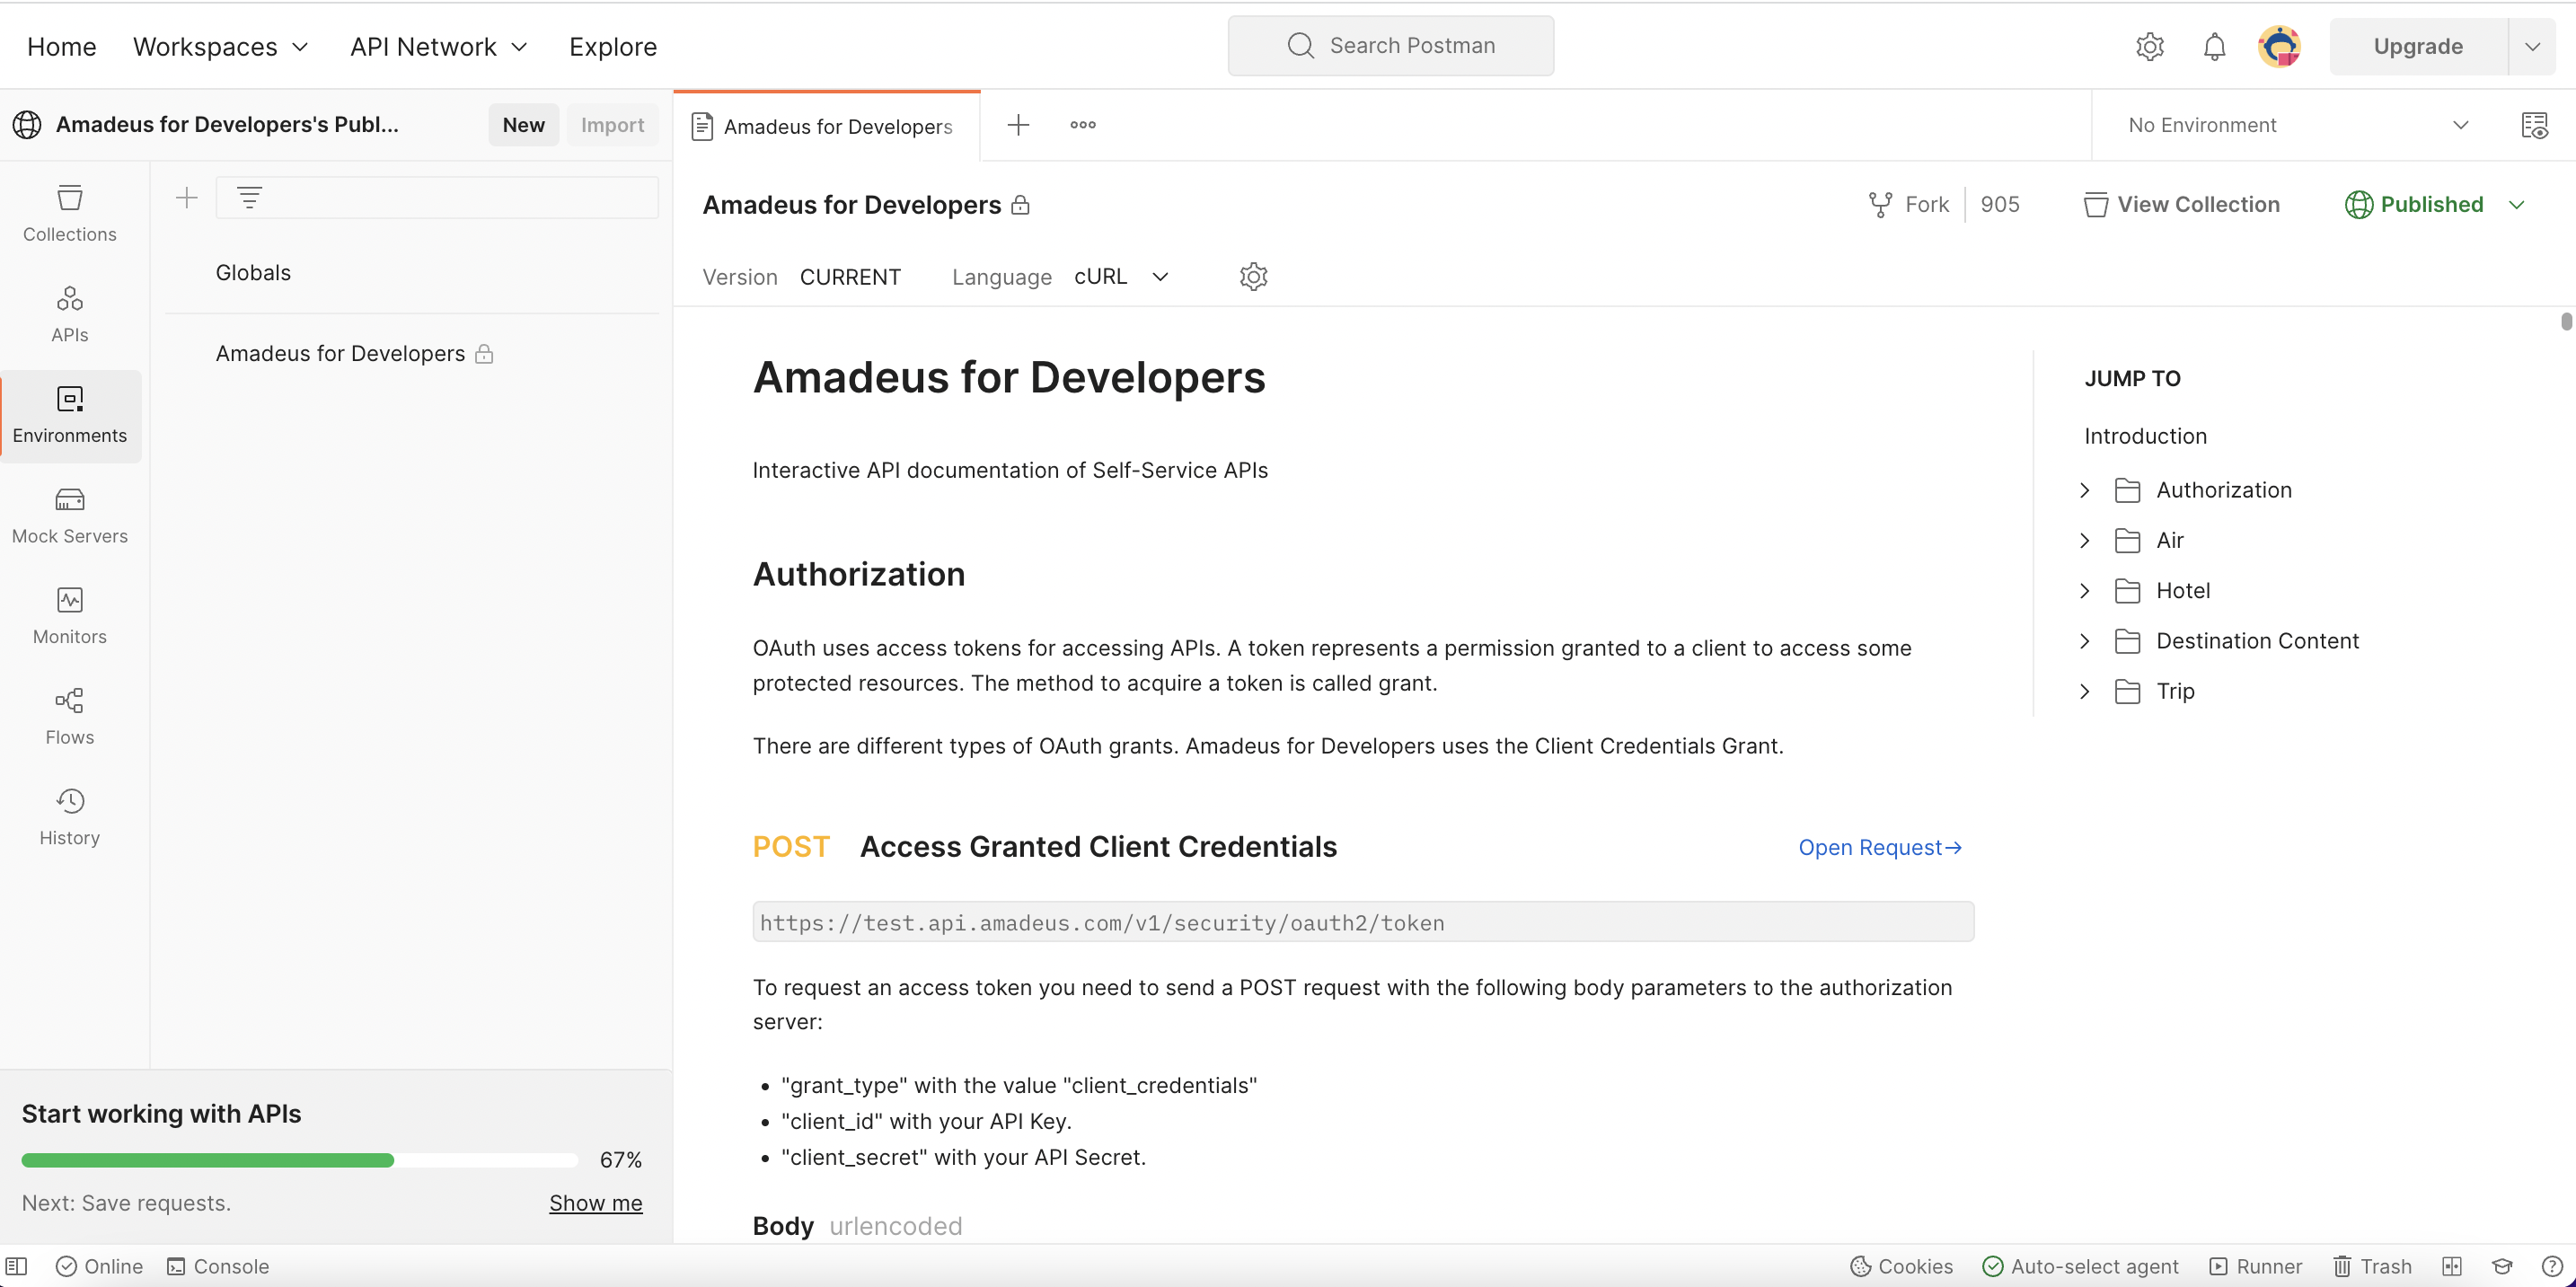 Home Workspaces API Network Explore
Search Postman
Upgrade
Amadeus for Developers's Publ...
New Import
Amadeus for Developers
No Environment
Collections
APIs
Environments
Mock Servers
Monitors
Flows
History
Globals
Amadeus for Developers
Amadeus for Developers
Fork 905 View Collection Published
Version CURRENT Language cURL
Amadeus for Developers
Interactive API documentation of Self-Service APIs
Authorization
OAuth uses access tokens for accessing APIs. A token represents a permission granted to a client to access some
protected resources. The method to acquire a token is called grant.
There are different types of OAuth grants. Amadeus for Developers uses the Client Credentials Grant.
POST Access Granted Client Credentials
Open Request→
https://test.api.amadeus.com/v1/security/oauth2/token
To request an access token you need to send a POST request with the following body parameters to the authorization
server:
• "grant_type" with the value "client_credentials"
• "client_id" with your API Key.
• "client_secret" with your API Secret.
Body urlencoded
JUMP TO
Introduction
Authorization
Air
Hotel
Destination Content
Trip
Start working with APIs
67%
Next: Save requests. Show me
Online Console
Cookies Auto-select agent Runner Trash